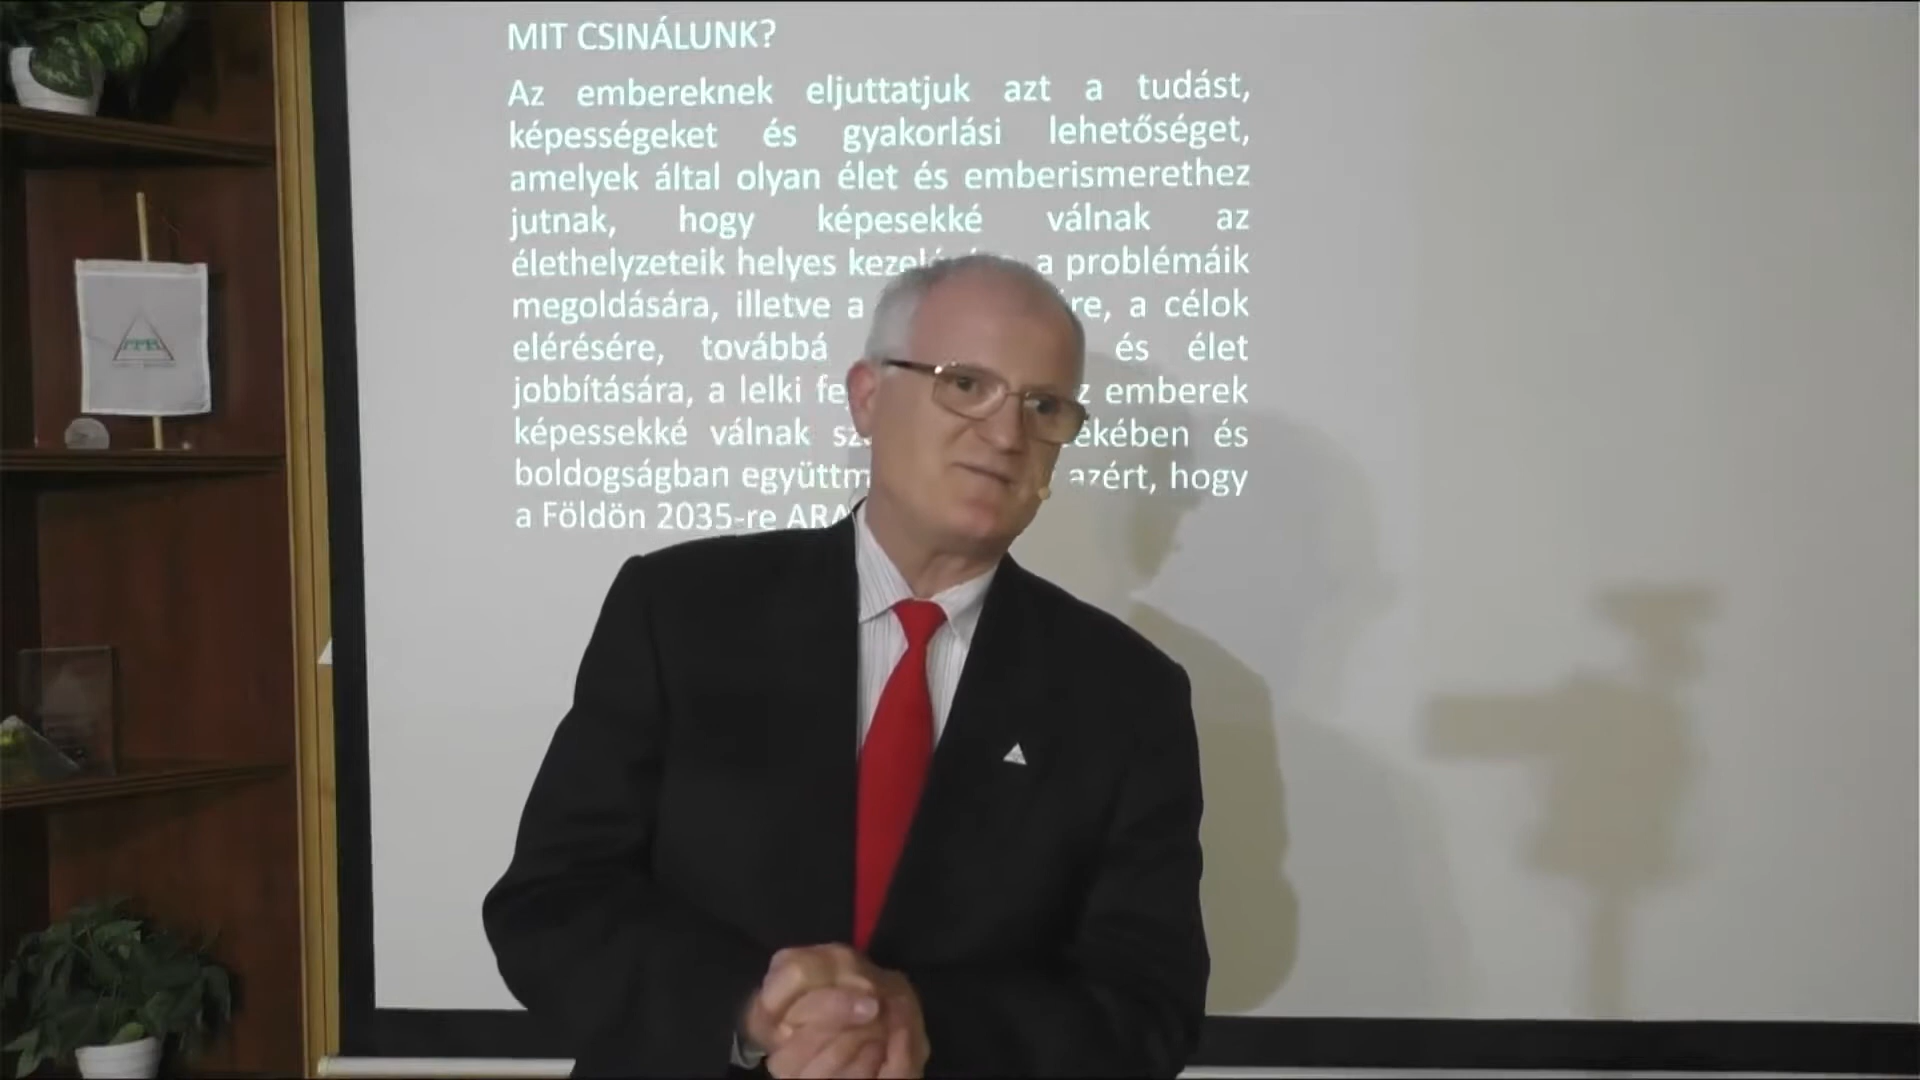 MIT CSINÁLUNK?
Az embereknek eljuttatjuk azt a tudást,
képességeket és gyakorlási lehetőséget,
amelyek által olyan élet és emberismerethez
jutnak, hogy képesekké válnak az
élethelyzeteik helyes a problémáik
megoldására, illetve a a célok
elérésére, továbbá és élet
jobbítására, a lelki emberek
képessekké válnak és
boldogságban azért, hogy
a Földön 2035-re